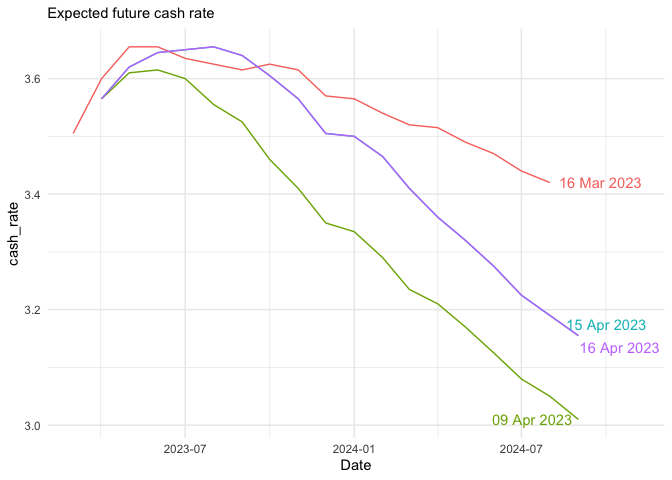 Expected future cash rate
cash_rate
3.6
3.4
3.2
3.0
16 Mar 2023
15 Apr 2023
16 Apr 2023
09 Apr 2023
2023-07
2024-01
2024-07
Date